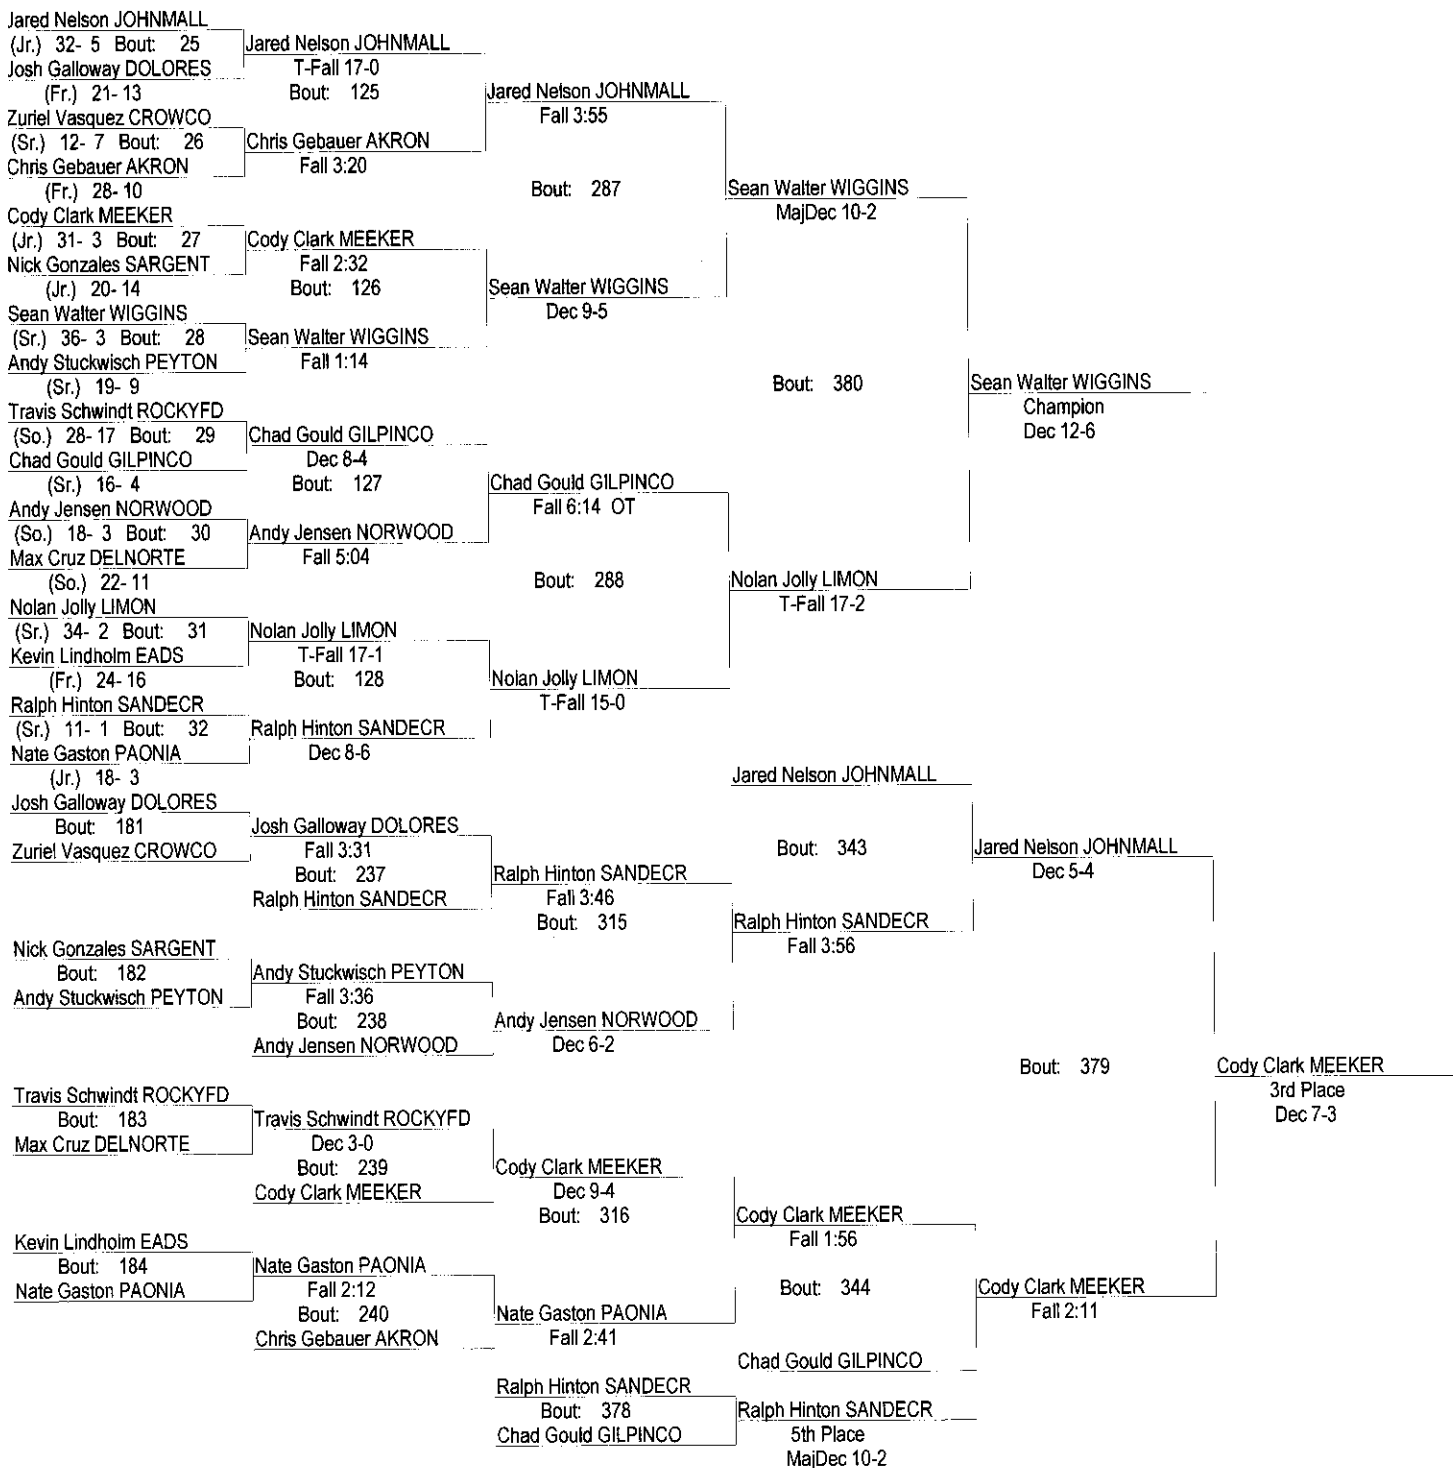 Jared Nelson JOHNMALL
(Jr.) 32- 5 Bout: 25
Josh Galloway DOLORES
(Fr.) 21- 13
Zuriel Vasquez CROWCO
(Sr.) 12- 7 Bout: 26
Chris Gebauer AKRON
(Fr.) 28- 10
Cody Clark MEEKER
(Jr.) 31- 3 Bout: 27
Nick Gonzales SARGENT
(Jr.) 20- 14
Sean Walter WIGGINS
(Sr.) 36- 3 Bout: 28
Andy Stuckwisch PEYTON
(Sr.) 19- 9
Travis Schwindt ROCKYFD
(So.) 28- 17 Bout: 29
Chad Gould GILPINCO
(Sr.) 16- 4
Andy Jensen NORWOOD
(So.) 18- 3 Bout: 30
Max Cruz DELNORTE
(So.) 22- 11
Nolan Jolly LIMON
(Sr.) 34- 2 Bout: 31
Kevin Lindholm EADS
(Fr.) 24- 16
Ralph Hinton SANDECR
(Sr.) 11- 1 Bout: 32
Nate Gaston PAONIA
(Jr.) 18- 3
Josh Galloway DOLORES
Bout: 181
Zuriel Vasquez CROWCO
Nick Gonzales SARGENT
Bout: 182
Andy Stuckwisch PEYTON
Travis Schwindt ROCKYFD
Bout: 183
Max Cruz DELNORTE
Kevin Lindholm EADS
Bout: 184
Nate Gaston PAONIA
Jared Nelson JOHNMALL
T-Fall 17-0
Bout: 125
Chris Gebauer AKRON
Fall 3:20
Cody Clark MEEKER
Fall 2:32
Bout: 126
Sean Walter WIGGINS
Fall 1:14
Chad Gould GILPINCO
Dec 8-4
Bout: 127
Andy Jensen NORWOOD
Fall 5:04
Nolan Jolly LIMON
T-Fall 17-1
Bout: 128
Ralph Hinton SANDECR
Dec 8-6
Josh Galloway DOLORES
Fall 3:31
Bout: 237
Ralph Hinton SANDECR
Andy Stuckwisch PEYTON
Fall 3:36
Bout: 238
Andy Jensen NORWOOD
Travis Schwindt ROCKYFD
Dec 3-0
Bout: 239
Cody Clark MEEKER
Nate Gaston PAONIA
Fall 2:12
Bout: 240
Chris Gebauer AKRON
Jared Nelson JOHNMALL
Fall 3:55
Bout: 287
Sean Walter WIGGINS
Dec 9-5
Chad Gould GILPINCO
Fall 6:14 OT
Bout: 288
Nolan Jolly LIMON
T-Fall 15-0
Ralph Hinton SANDECR
Fall 3:46
Bout: 315
Andy Jensen NORWOOD
Dec 6-2
Cody Clark MEEKER
Dec 9-4
Bout: 316
Nate Gaston PAONIA
Fall 2:41
Ralph Hinton SANDECR
Bout: 378
Chad Gould GILPINCO
Sean Walter WIGGINS
MajDec 10-2
Bout: 380
Nolan Jolly LIMON
T-Fall 17-2
Jared Nelson JOHNMALL
Bout: 343
Ralph Hinton SANDECR
Fall 3:56
Cody Clark MEEKER
Fall 1:56
Bout: 344
Chad Gould GILPINCO
Ralph Hinton SANDECR
5th Place
MajDec 10-2
Sean Walter WIGGINS
Champion
Dec 12-6
Jared Nelson JOHNMALL
Dec 5-4
Bout: 379
Cody Clark MEEKER
Fall 2:11
Cody Clark MEEKER
3rd Place
Dec 7-3